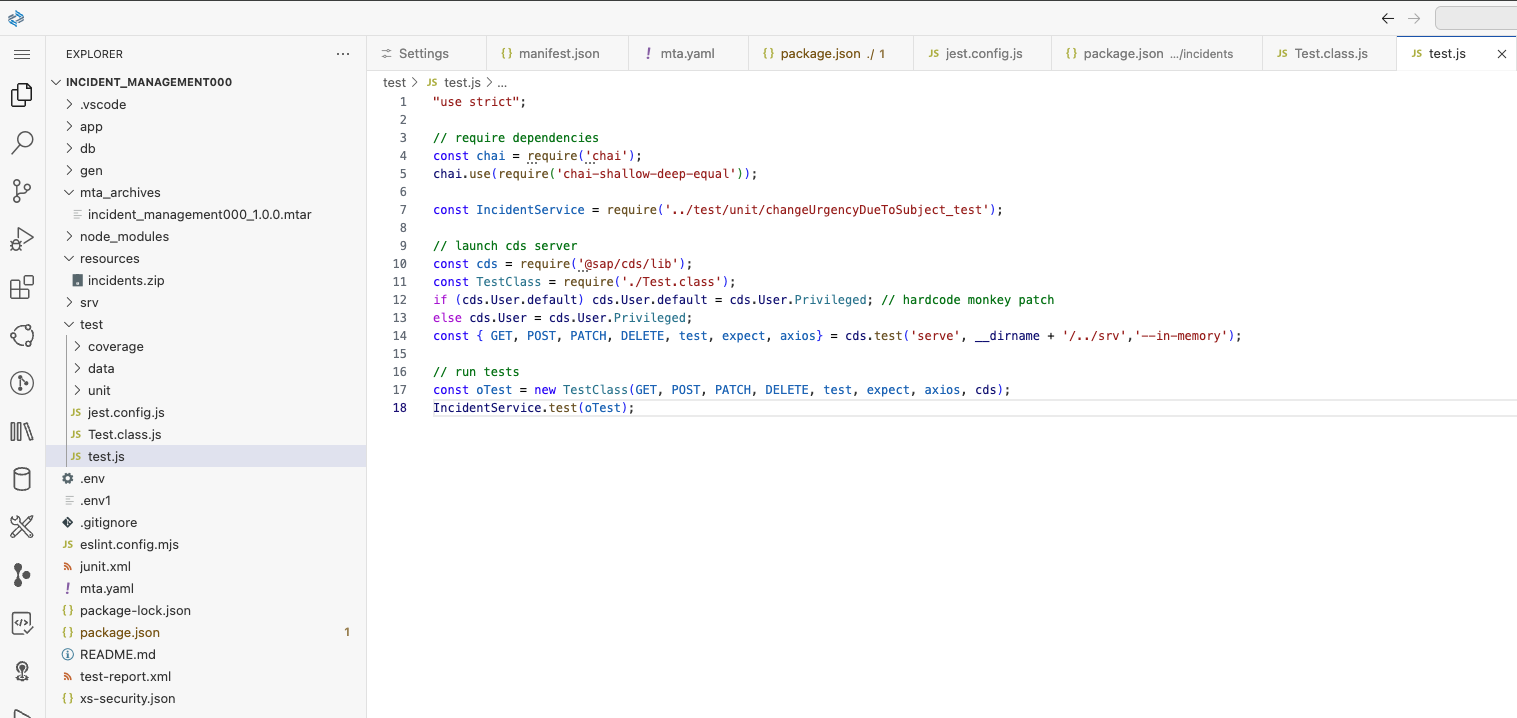 EXPLORER
INCIDENT_MANAGEMENT000
.vscode
app
db
gen
mta_archives
incident_management000_1.0.0.mtar
node_modules
resources
incidents.zip
srv
test
coverage
data
unit
JS jest.config.js
JS Test.class.js
JS test.js
.env
.env1
.gitignore
JS eslint.config.mjs
junit.xml
! mta.yaml
{} package-lock.json
{} package.json 1
README.md
test-report.xml
{} xs-security.json
Settings
{} manifest.json
! mta.yaml
{} package.json ./ 1
JS jest.config.js
{} package.json .../incidents
JS Test.class.js
JS test.js
test > JS test.js > ...
1 "use strict";
2
3 // require dependencies
4 const chai = require('chai');
5 chai.use(require('chai-shallow-deep-equal'));
6
7 const IncidentService = require('../test/unit/changeUrgencyDueToSubject_test');
8
9 // launch cds server
10 const cds = require('@sap/cds/lib');
11 const TestClass = require('./Test.class');
12 if (cds.User.default) cds.User.default = cds.User.Privileged; // hardcode monkey patch
13 else cds.User = cds.User.Privileged;
14 const { GET, POST, PATCH, DELETE, test, expect, axios} = cds.test('serve', __dirname + '/../srv','--in-memory');
15
16 // run tests
17 const oTest = new TestClass(GET, POST, PATCH, DELETE, test, expect, axios, cds);
18 IncidentService.test(oTest);